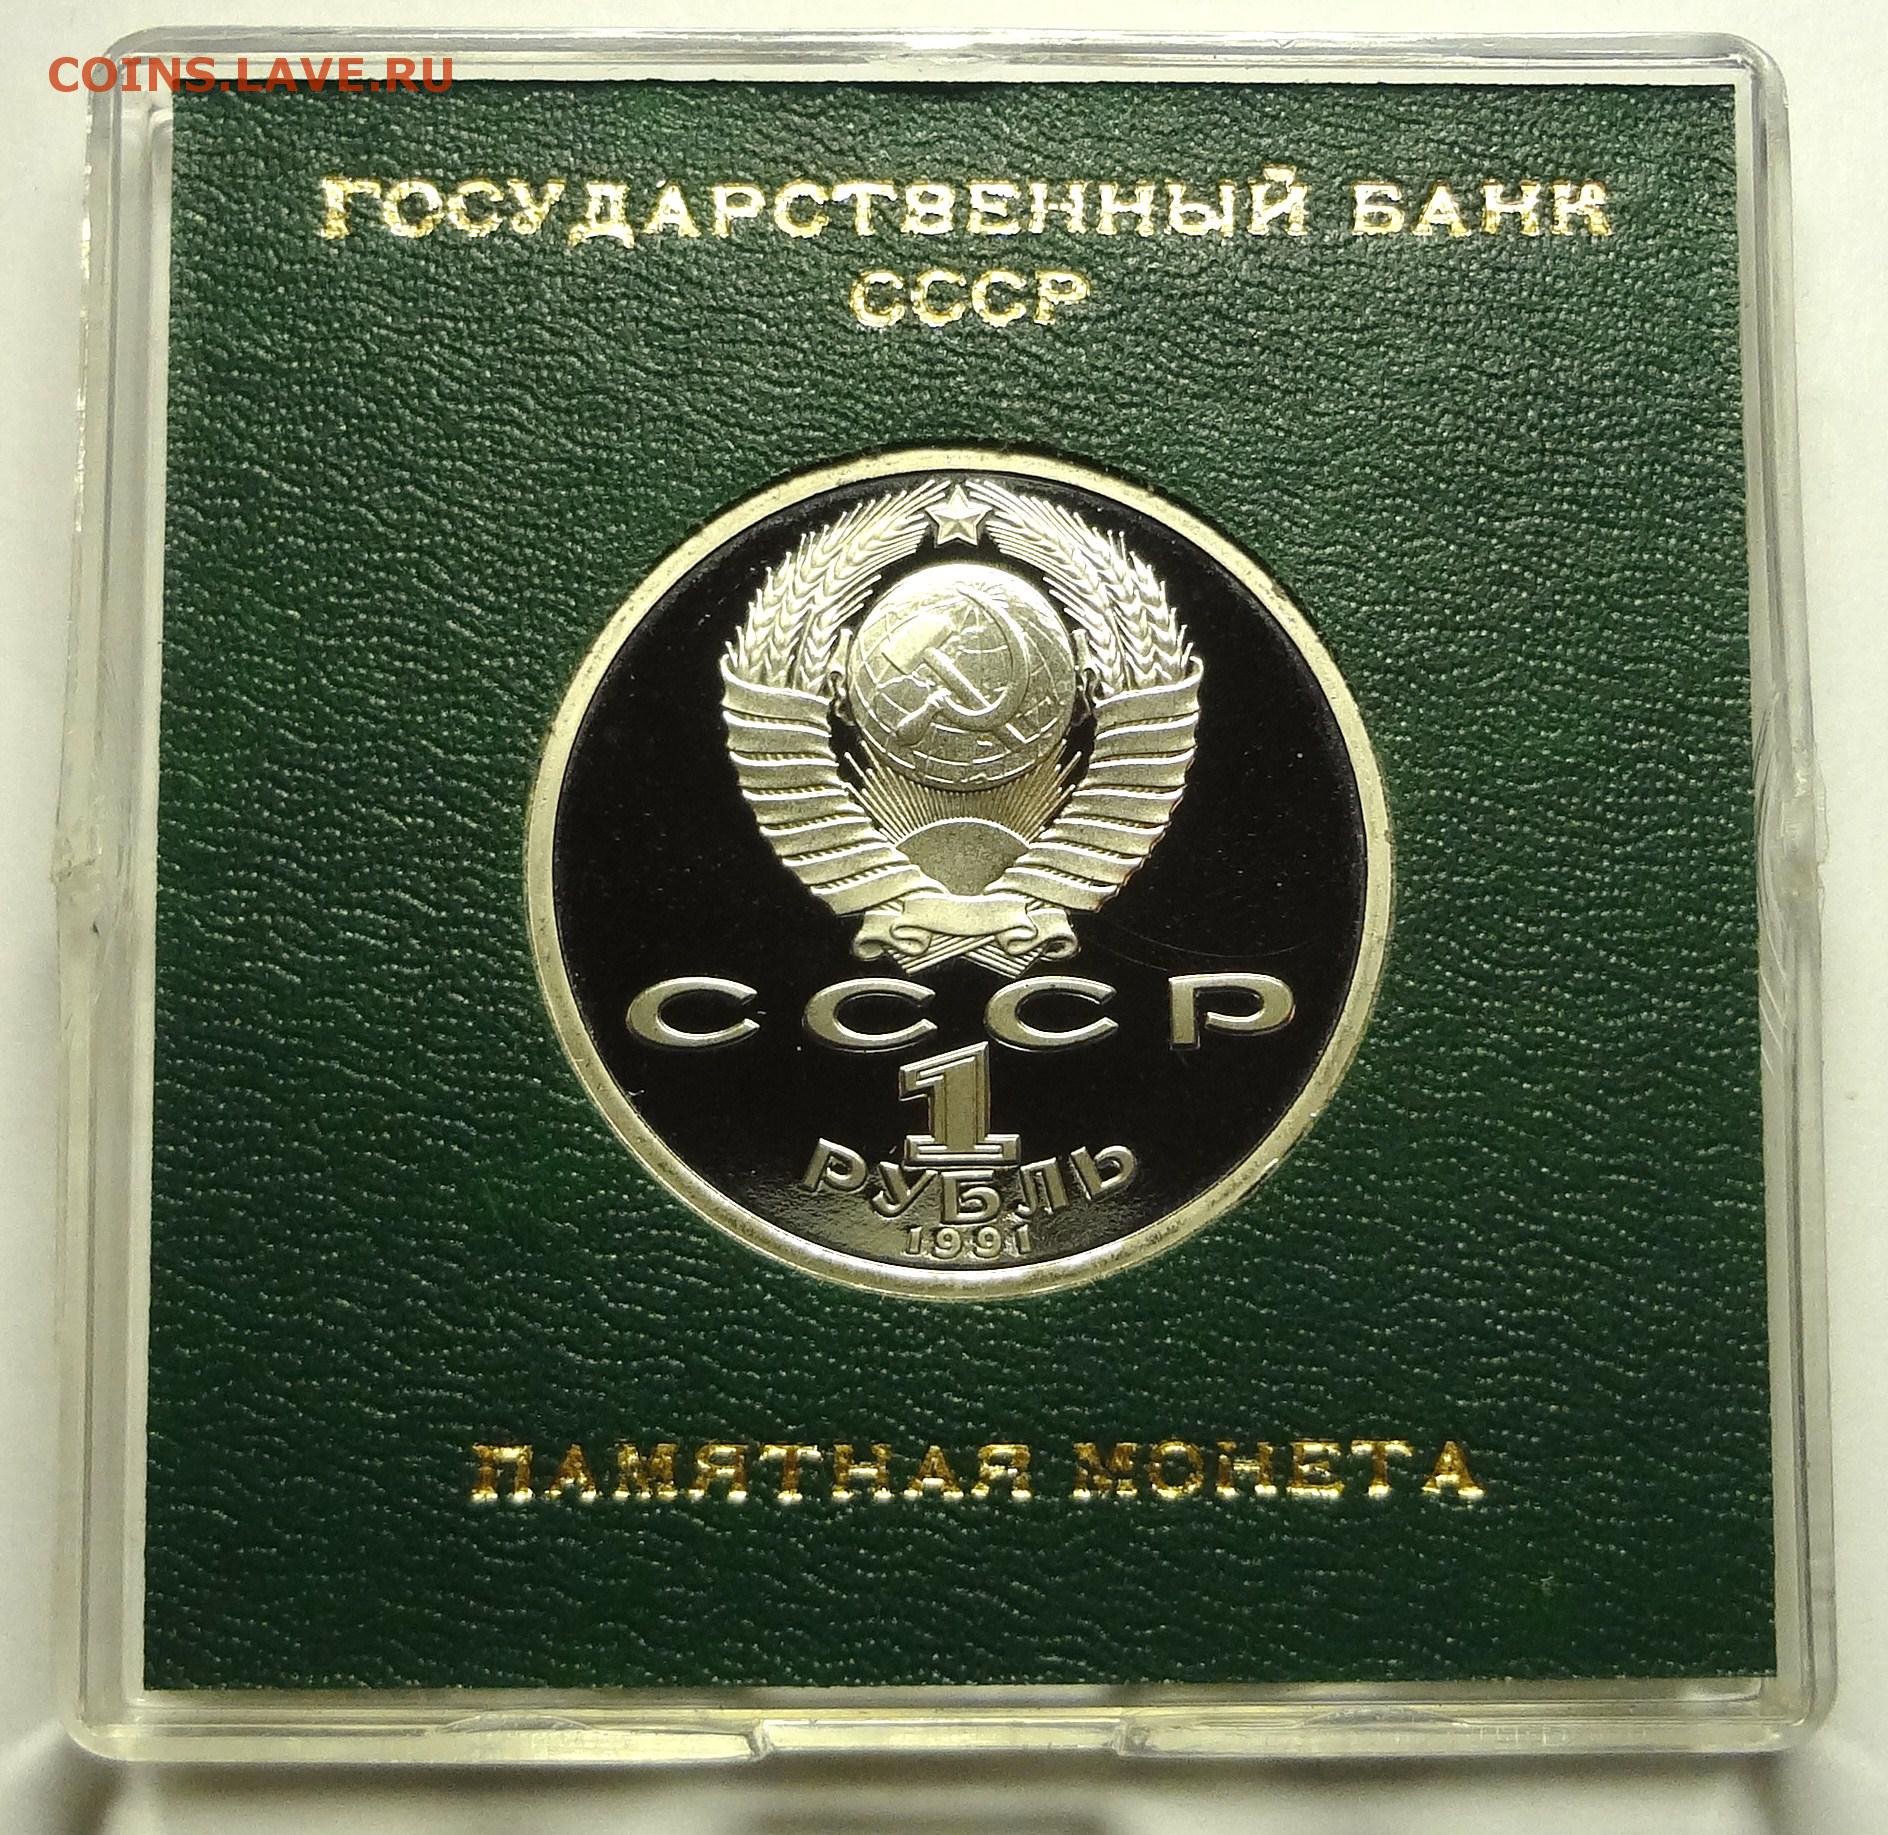 COINS.LAVE.RU
ГОСУДАРСТВЕННЫЙ БАНК
СССР
СССР
1
РУБЛЬ
1991
ПАМЯТНАЯ МОНЕТА